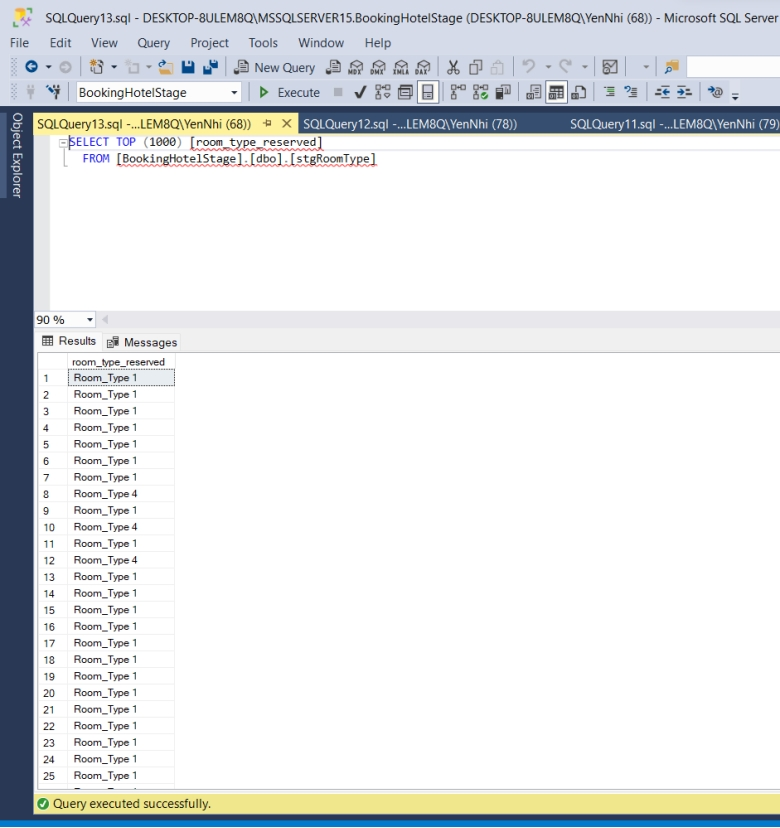 SQLQuery13.sql - DESKTOP-8ULEM8Q\MSSQLSERVER15.BookingHotelStage (DESKTOP-8ULEM8Q\YenNhi (68)) - Microsoft SQL Server
File Edit View Query Project Tools Window Help
New Query MDX DMX XMLA DAX
BookingHotelStage Execute
Object Explorer
SQLQuery13.sql -...LEM8Q\YenNhi (68)) SQLQuery12.sql -...LEM8Q\YenNhi (78)) SQLQuery11.sql -...LEM8Q\YenNhi (79)
SELECT TOP (1000) [room_type_reserved]
FROM [BookingHotelStage].[dbo].[stgRoomType]
90 %
Results Messages
room_type_reserved
1 Room_Type 1
2 Room_Type 1
3 Room_Type 1
4 Room_Type 1
5 Room_Type 1
6 Room_Type 1
7 Room_Type 1
8 Room_Type 4
9 Room_Type 1
10 Room_Type 4
11 Room_Type 1
12 Room_Type 4
13 Room_Type 1
14 Room_Type 1
15 Room_Type 1
16 Room_Type 1
17 Room_Type 1
18 Room_Type 1
19 Room_Type 1
20 Room_Type 1
21 Room_Type 1
22 Room_Type 1
23 Room_Type 1
24 Room_Type 1
25 Room_Type 1
Query executed successfully.